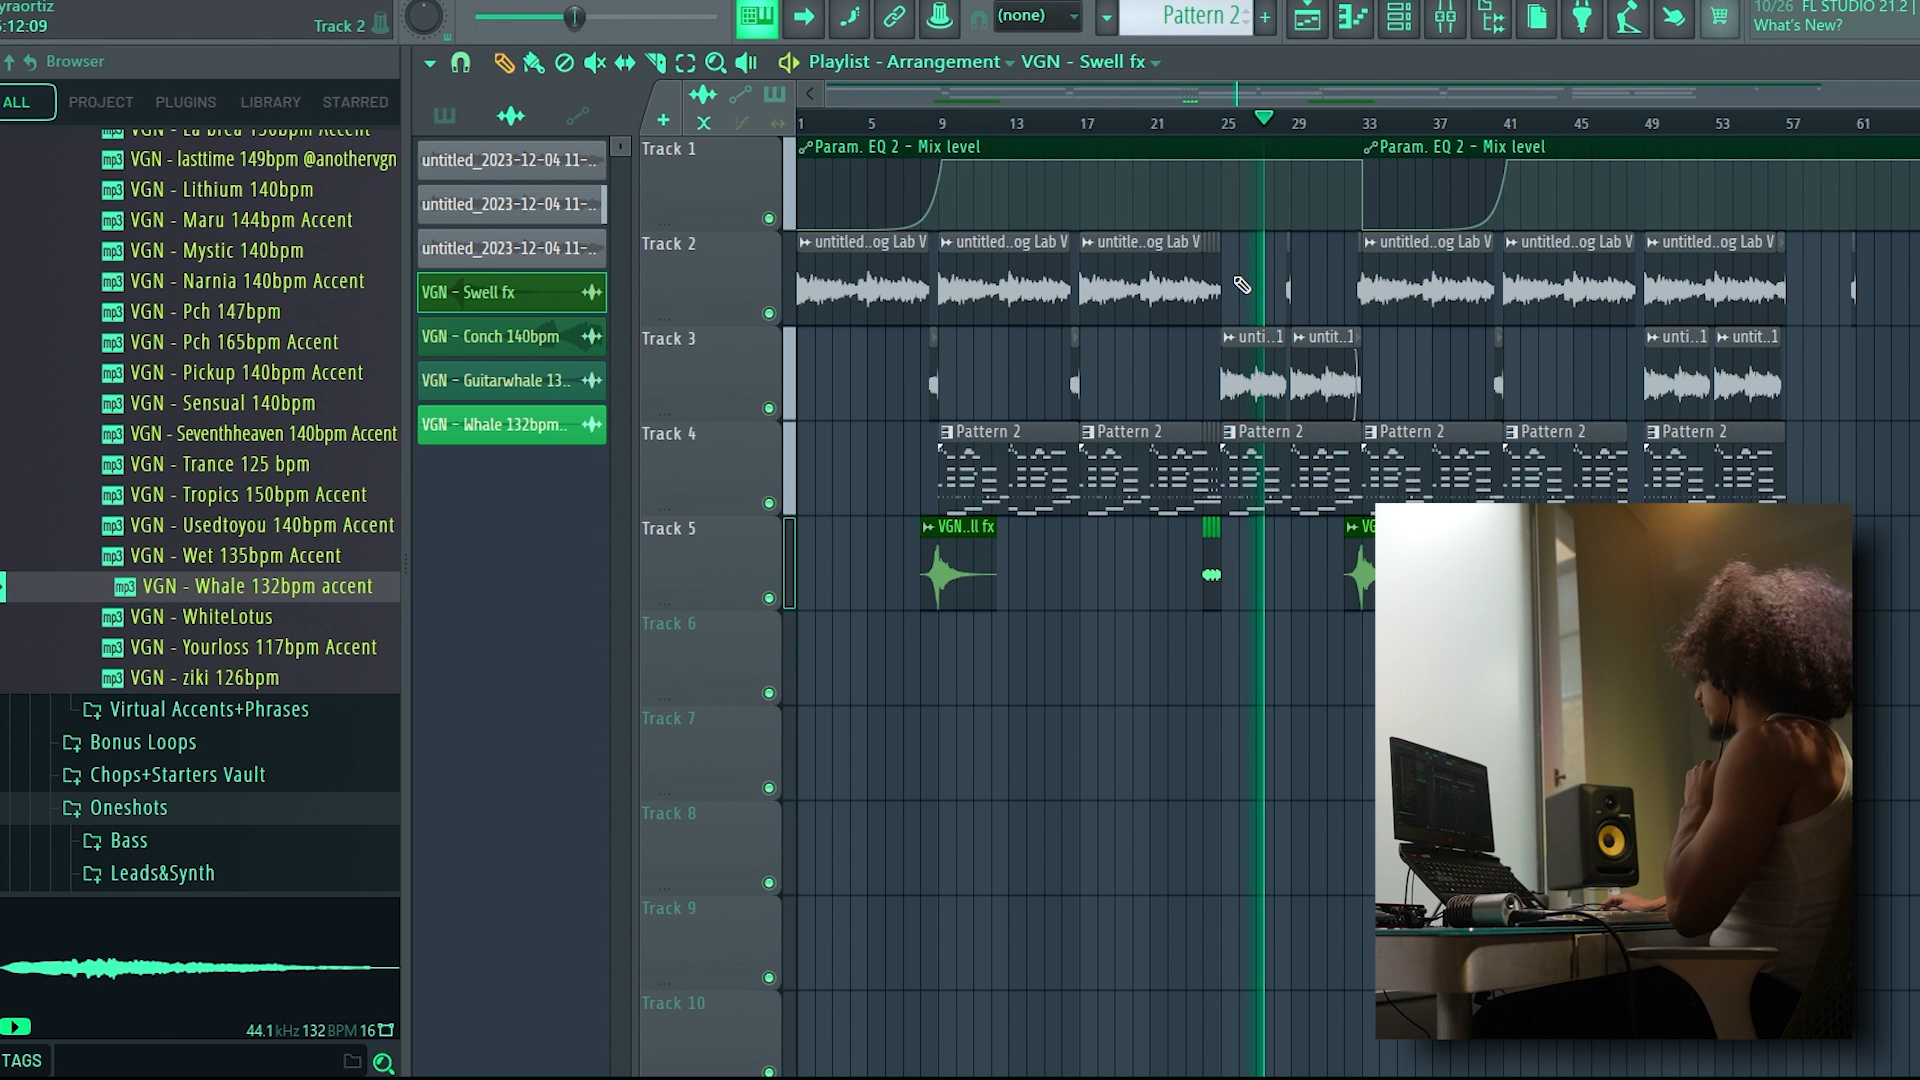 yraortiz
5:12:09
Track 2
(none)
Pattern 2
+
10/26 FL STUDIO 21.2 |
What's New?
Browser
Playlist - Arrangement VGN - Swell fx
ALL
PROJECT
PLUGINS
LIBRARY
STARRED
1 5 9 13 17 21 25 29 33 37 41 45 49 53 57 61
VGN - La brea 130bpm Accent
mp3 VGN - lasttime 149bpm @anothervgn
mp3 VGN - Lithium 140bpm
mp3 VGN - Maru 144bpm Accent
mp3 VGN - Mystic 140bpm
mp3 VGN - Narnia 140bpm Accent
mp3 VGN - Pch 147bpm
mp3 VGN - Pch 165bpm Accent
mp3 VGN - Pickup 140bpm Accent
mp3 VGN - Sensual 140bpm
mp3 VGN - Seventhheaven 140bpm Accent
mp3 VGN - Trance 125 bpm
mp3 VGN - Tropics 150bpm Accent
mp3 VGN - Usedtoyou 140bpm Accent
mp3 VGN - Wet 135bpm Accent
mp3 VGN - Whale 132bpm accent
mp3 VGN - WhiteLotus
mp3 VGN - Yourloss 117bpm Accent
mp3 VGN - ziki 126bpm
Virtual Accents+Phrases
Bonus Loops
Chops+Starters Vault
Oneshots
Bass
Leads&Synth
44.1kHz 132 BPM 16
TAGS
untitled_2023-12-04 11-..
untitled_2023-12-04 11-..
untitled_2023-12-04 11-..
VGN - Swell fx
VGN - Conch 140bpm
VGN - Guitarwhale 13..
VGN - Whale 132bpm..
Track 1
Param. EQ 2 - Mix level
Param. EQ 2 - Mix level
Track 2
untitled..og Lab V
untitled..og Lab V
untitle..og Lab V
untitled..og Lab V
untitled..og Lab V
untitled..og Lab V
Track 3
unti..1
untit..1
unti..1
untit..1
Track 4
Pattern 2
Pattern 2
Pattern 2
Pattern 2
Pattern 2
Pattern 2
Track 5
VGN..ll fx
VG
Track 6
Track 7
Track 8
Track 9
Track 10